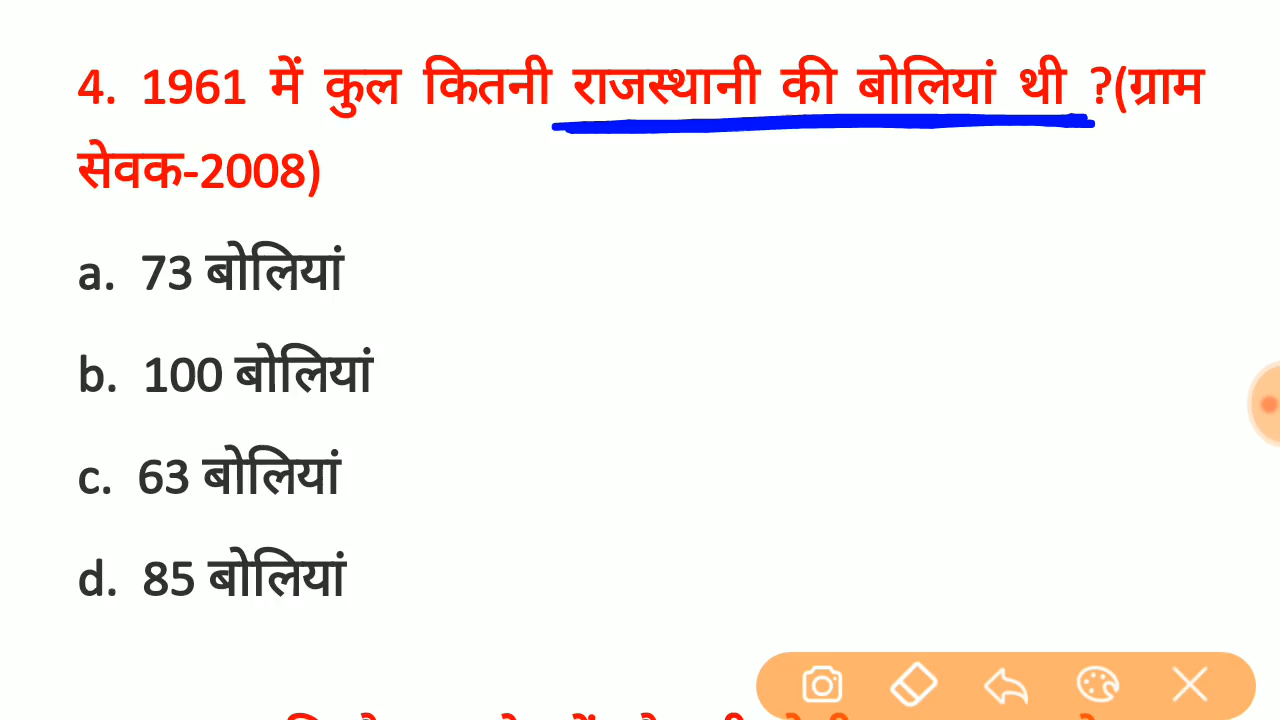 4. 1961 में कुल कितनी राजस्थानी की बोलियां थी ?(ग्राम
सेवक-2008)
a. 73 बोलियां
b. 100 बोलियां
c. 63 बोलियां
d. 85 बोलियां